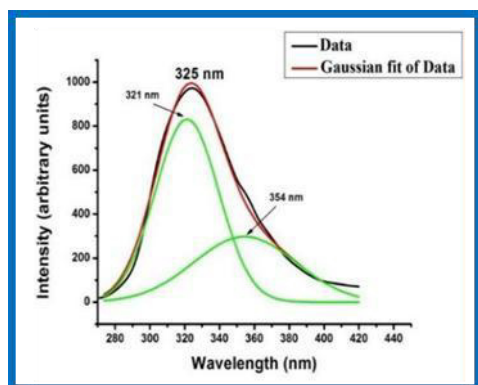 Data
Gaussian fit of Data
325 nm
321 nm
354 nm
Intensity (arbitrary units)
1000
800
600
400
200
0
280 300 320 340 360 380 400 420 440
Wavelength (nm)